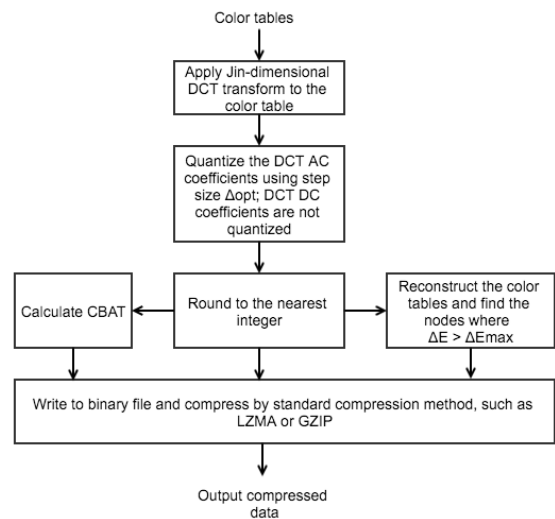 Color tables
Apply Jin-dimensional
DCT transform to the
color table
Quantize the DCT AC
coefficients using step
size Δopt; DCT DC
coefficients are not
quantized
Calculate CBAT
Round to the nearest
integer
Reconstruct the color
tables and find the
nodes where
ΔE > ΔEmax
Write to binary file and compress by standard compression method, such as
LZMA or GZIP
Output compressed
data